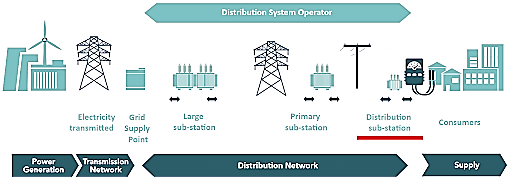 Distribution System Operator
Electricity
transmitted
Grid
Supply
Point
Large
sub-station
Primary
sub-station
Distribution
sub-station
Consumers
Power
Generation
Transmission
Network
Distribution Network
Supply